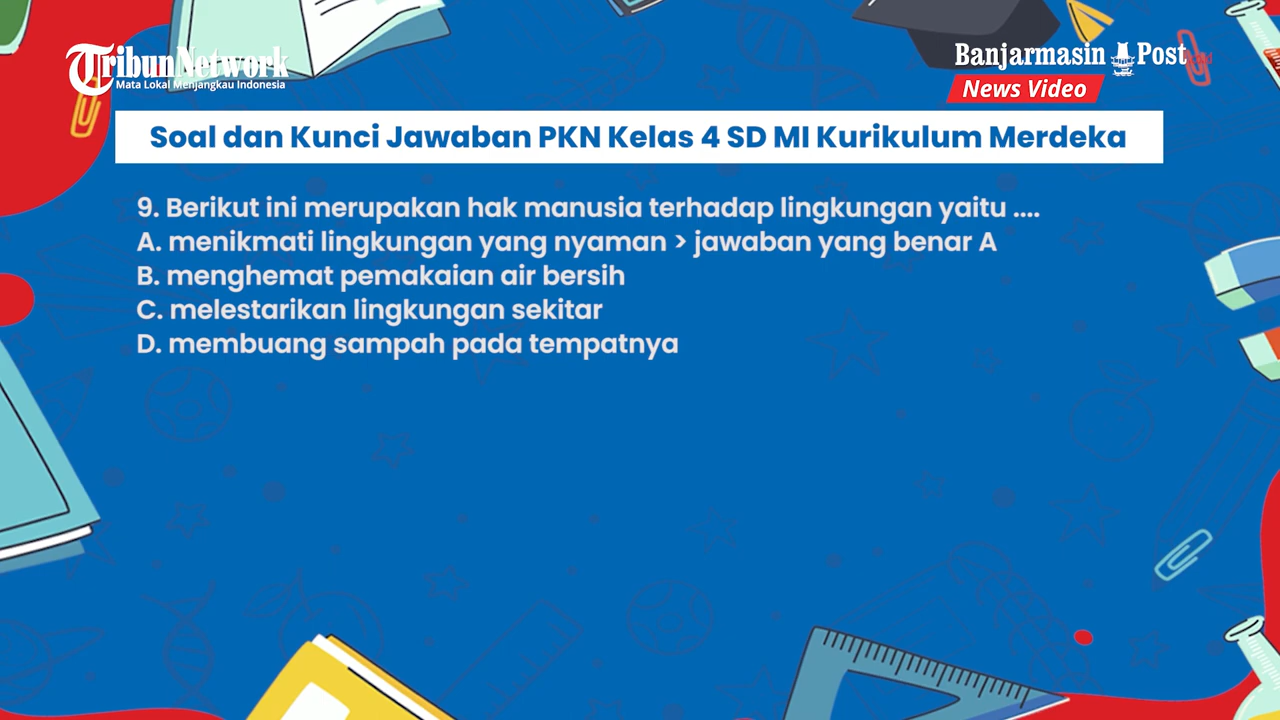 TribunNetwork
Mata Lokal Menjangkau Indonesia
Banjarmasin Post
News Video
Soal dan Kunci Jawaban PKN Kelas 4 SD MI Kurikulum Merdeka
9. Berikut ini merupakan hak manusia terhadap lingkungan yaitu ....
A. menikmati lingkungan yang nyaman > jawaban yang benar A
B. menghemat pemakaian air bersih
C. melestarikan lingkungan sekitar
D. membuang sampah pada tempatnya